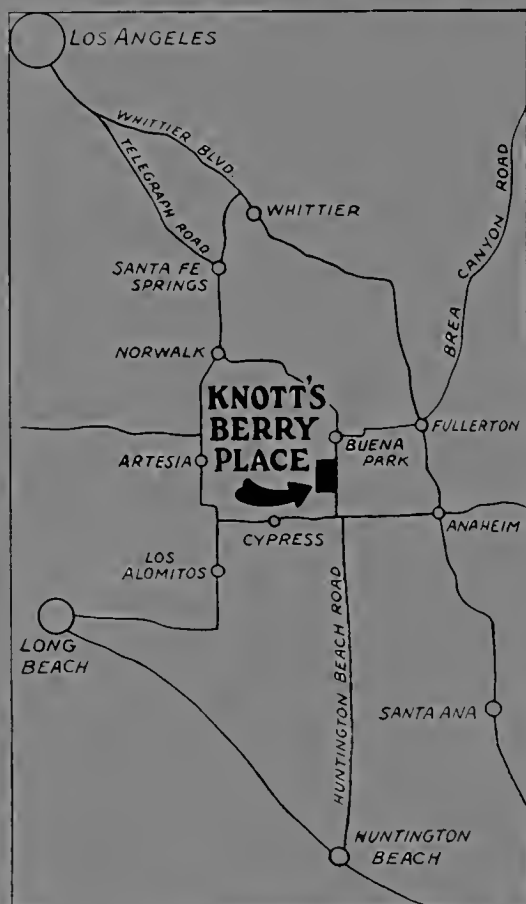 LOS ANGELES
WHITTIER BLVD.
TELEGRAPH ROAD
BREA CANYON ROAD
WHITTIER
SANTA FE
SPRINGS
NORWALK
KNOTT'S
BERRY
PLACE
FULLERTON
BUENA
PARK
ARTESIA
CYPRESS
ANAHEIM
LOS
ALOMITOS
LONG
BEACH
HUNTINGTON BEACH ROAD
SANTA ANA
HUNTINGTON
BEACH